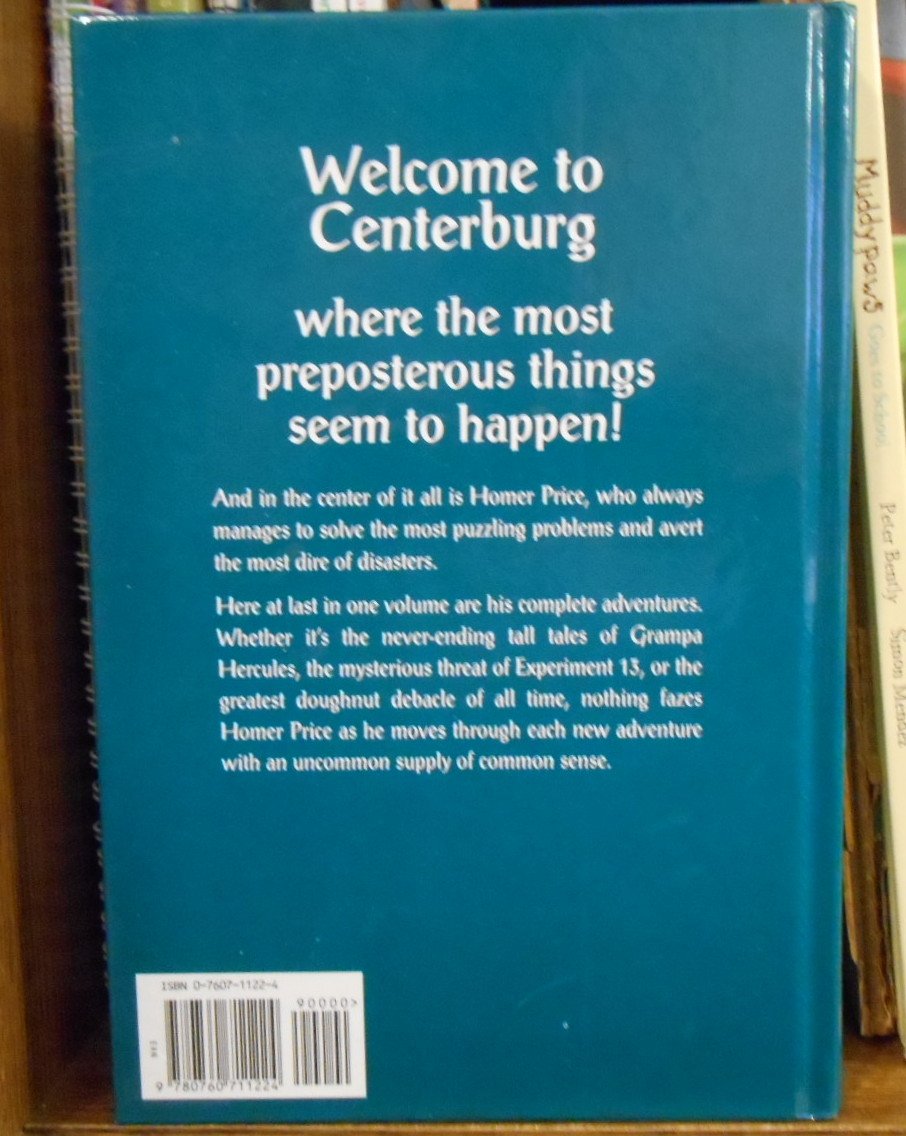 Welcome to
Centerburg
where the most
preposterous things
seem to happen!
And in the center of it all is Homer Price, who always
manages to solve the most puzzling problems and avert
the most dire of disasters.
Here at last in one volume are his complete adventures.
Whether it's the never-ending tall tales of Grampa
Hercules, the mysterious threat of Experiment 13, or the
greatest doughnut debacle of all time, nothing fazes
Homer Price as he moves through each new adventure
with an uncommon supply of common sense.
ISBN 0-7607-1122-4
90000>
9 780760 711224
Muddypaws Goes to School Peter Bently Simon Mendez